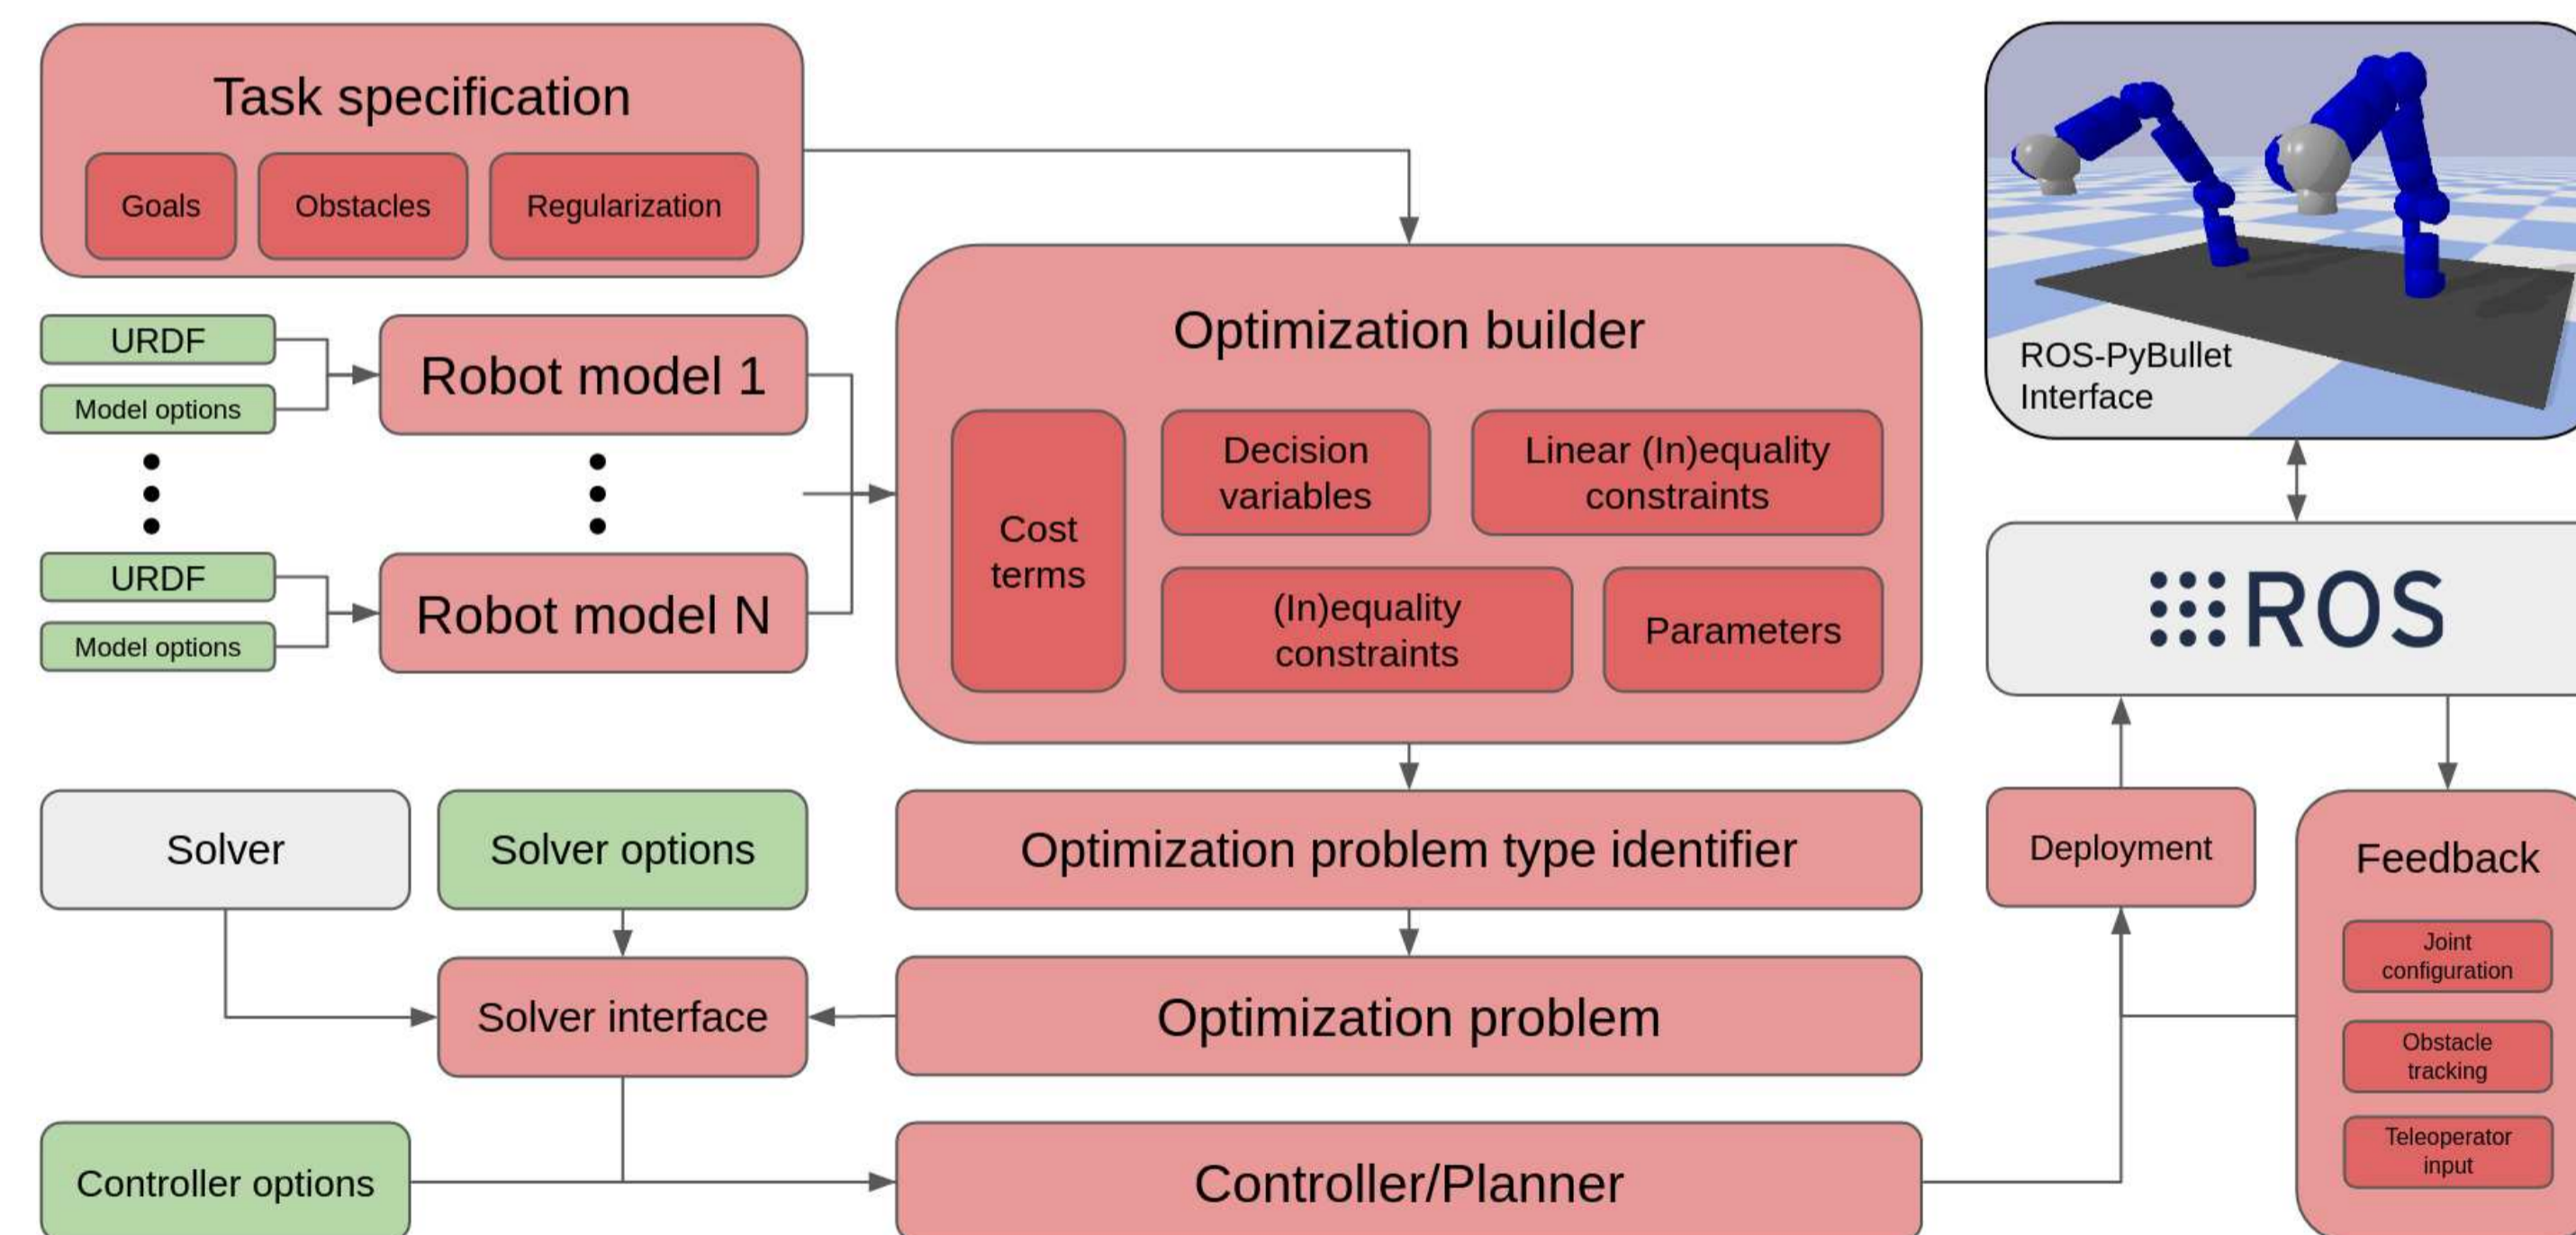 Task specification
Goals
Obstacles
Regularization
URDF
Model options
Robot model 1
URDF
Model options
Robot model N
Optimization builder
Cost
terms
Decision
variables
Linear (In)equality
constraints
(In)equality
constraints
Parameters
Solver
Solver options
Optimization problem type identifier
Solver interface
Optimization problem
Controller options
Controller/Planner
ROS-PyBullet
Interface
ROS
Deployment
Feedback
Joint
configuration
Obstacle
tracking
Teleoperator
input